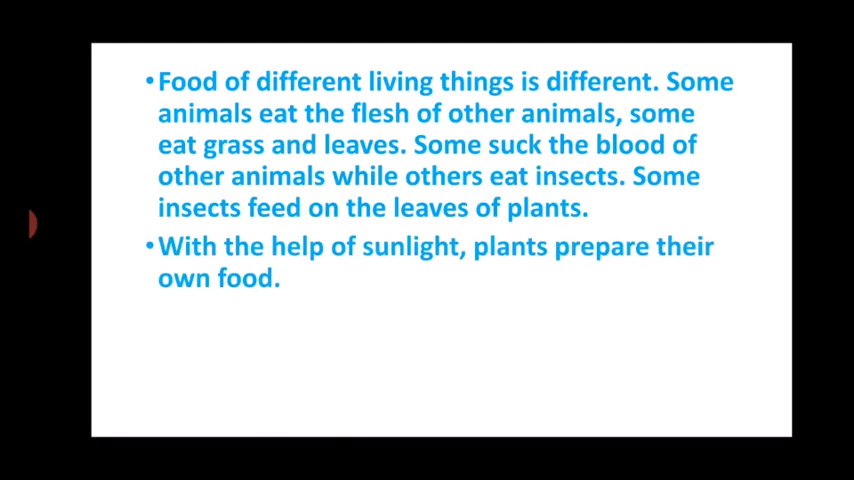 •Food of different living things is different. Some
animals eat the flesh of other animals, some
eat grass and leaves. Some suck the blood of
other animals while others eat insects. Some
insects feed on the leaves of plants.
•With the help of sunlight, plants prepare their
own food.